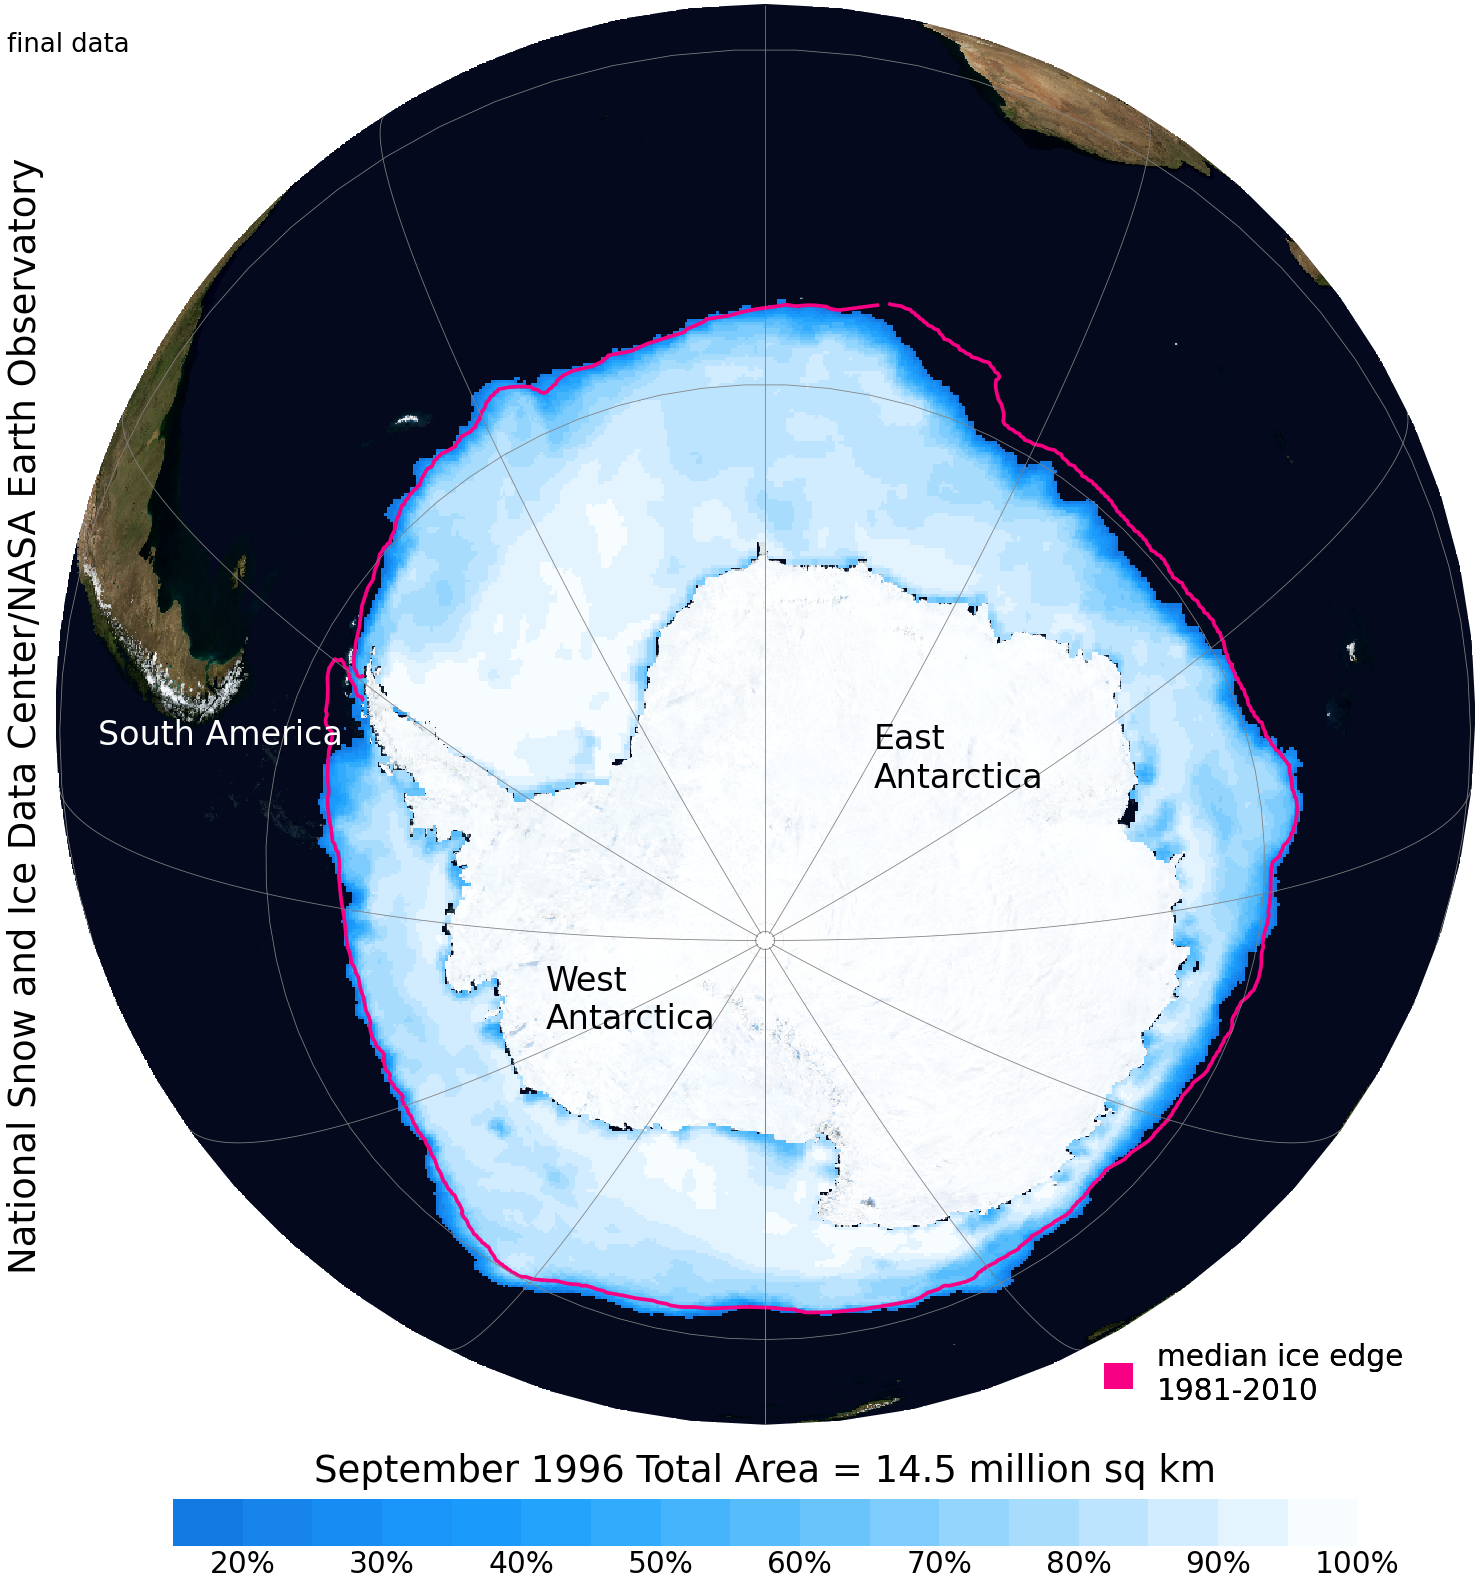 final data
National Snow and Ice Data Center/NASA Earth Observatory
South America
East
Antarctica
West
Antarctica
median ice edge
1981-2010
September 1996 Total Area = 14.5 million sq km
20% 30% 40% 50% 60% 70% 80% 90% 100%